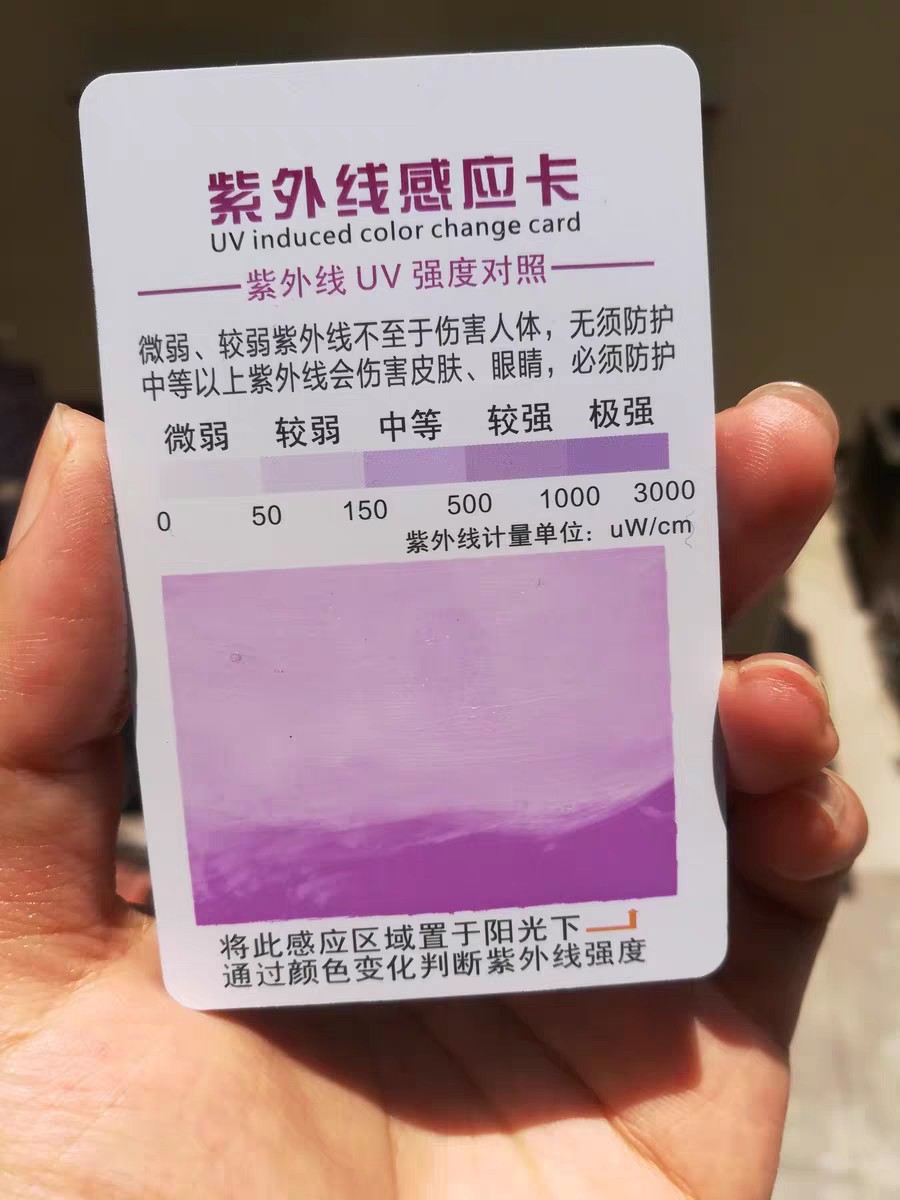 紫外线感应卡
UV induced color change card
紫外线 UV 强度对照
微弱、较弱紫外线不至于伤害人体，无须防护
中等以上紫外线会伤害皮肤、眼睛，必须防护
微弱 较弱 中等 较强 极强
0 50 150 500 1000 3000
紫外线计量单位：uW/cm
将此感应区域置于阳光下
通过颜色变化判断紫外线强度